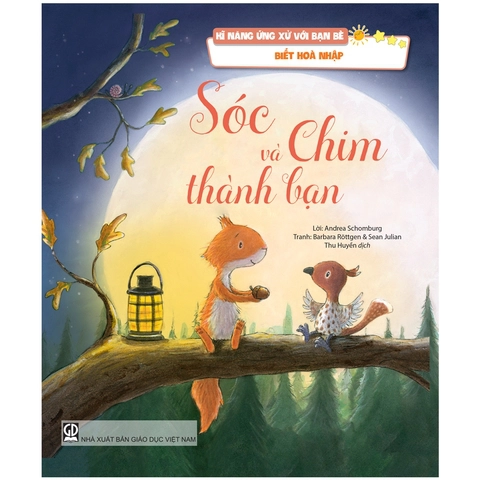 KĨ NĂNG ỨNG XỬ VỚI BẠN BÈ
BIẾT HOÀ NHẬP
Sóc
và Chim
thành bạn
Lời: Andrea Schomburg
Tranh: Barbara Röttgen & Sean Julian
Thu Huyền dịch
GD
NHÀ XUẤT BẢN GIÁO DỤC VIỆT NAM